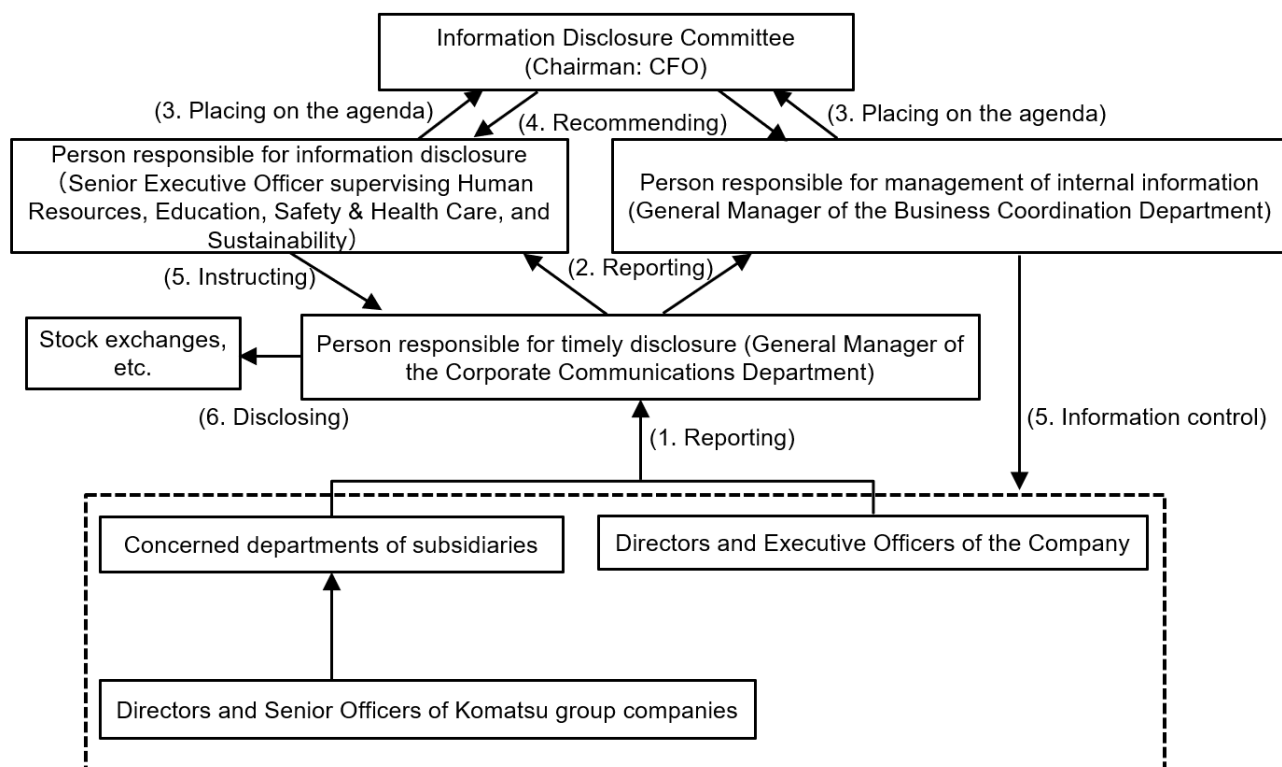 Information Disclosure Committee
(Chairman: CFO)
(3. Placing on the agenda)
(4. Recommending)
(3. Placing on the agenda)
Person responsible for information disclosure
（Senior Executive Officer supervising Human
Resources, Education, Safety & Health Care, and
Sustainability）
Person responsible for management of internal information
(General Manager of the Business Coordination Department)
(5. Instructing)
(2. Reporting)
Stock exchanges,
etc.
Person responsible for timely disclosure (General Manager of
the Corporate Communications Department)
(6. Disclosing)
(1. Reporting)
(5. Information control)
Concerned departments of subsidiaries
Directors and Executive Officers of the Company
Directors and Senior Officers of Komatsu group companies